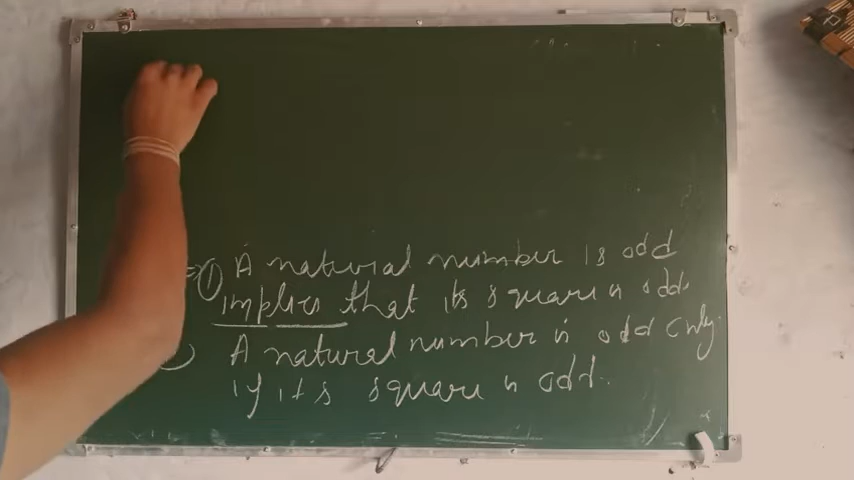 ⇒① A natural number is odd
implies that its square is odd.
A natural number is odd only
if its square is odd.